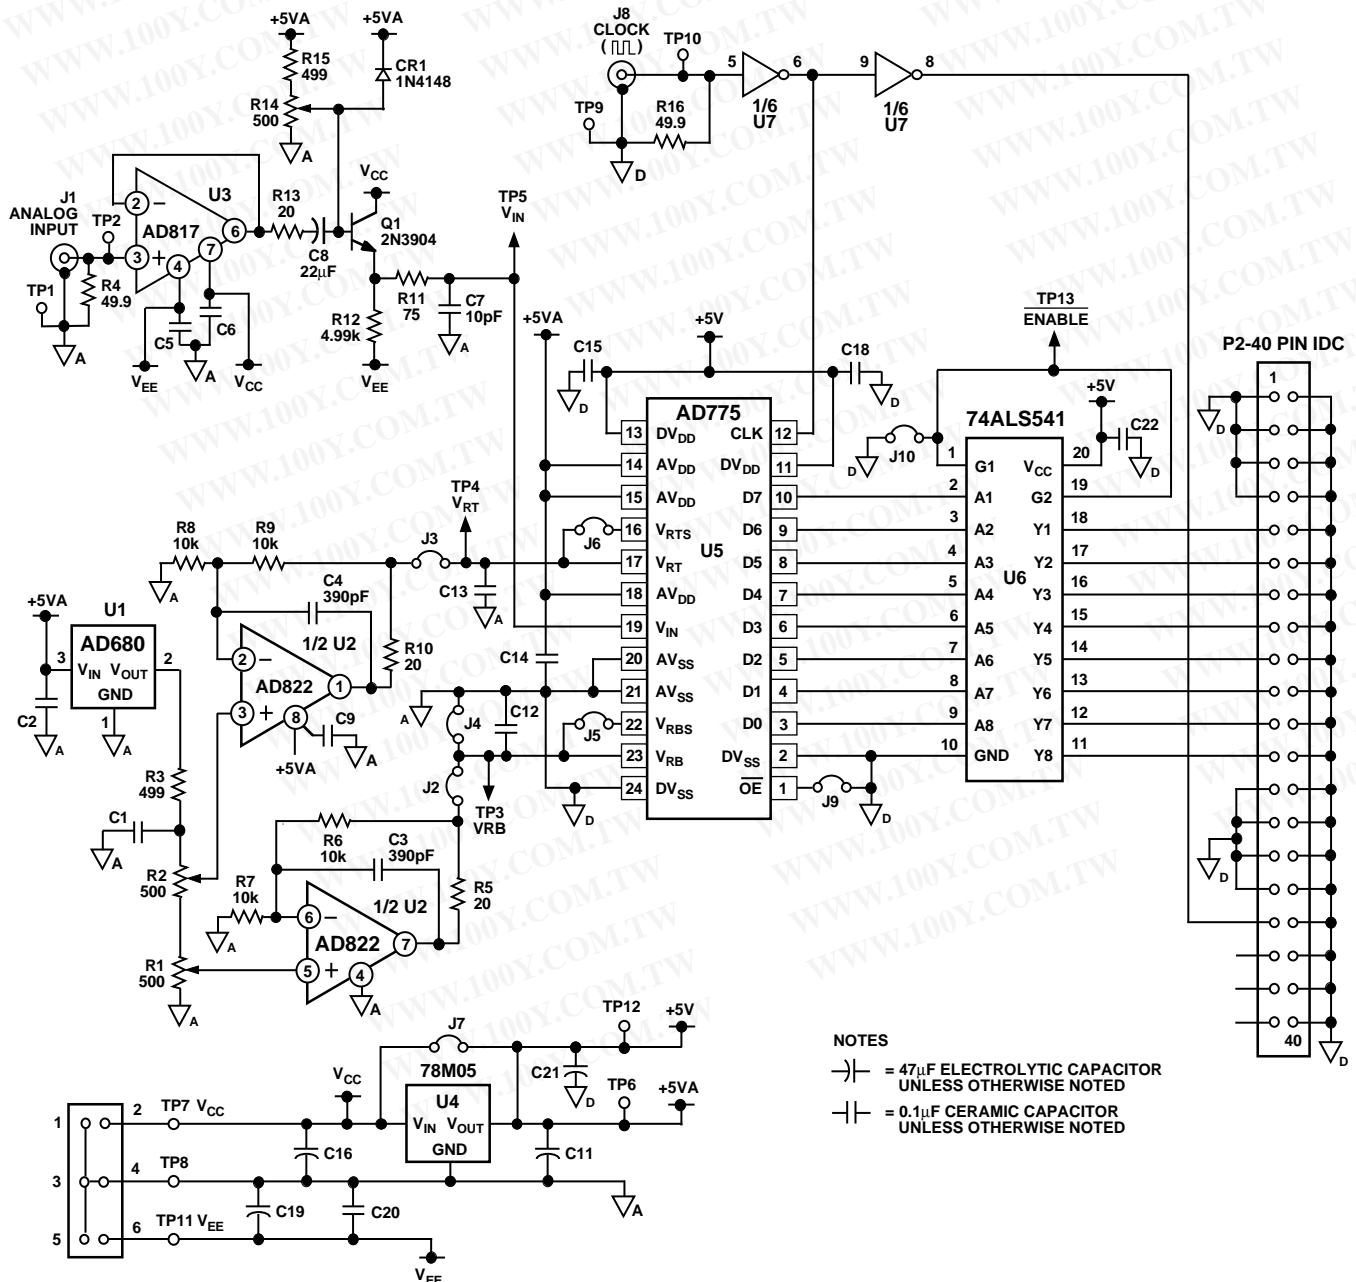 +5VA
+5VA
R15
499
CR1
1N4148
R14
500
A
J8
CLOCK
TP10
TP9
R16
49.9
D
5
6
1/6
U7
9
8
1/6
U7
J1
ANALOG
INPUT
TP2
TP1
R4
49.9
A
2
−
U3
AD817
3
+
4
7
6
C5
C6
A
VEE
VCC
R13
20
C8
22µF
VCC
Q1
2N3904
R11
75
R12
4.99k
VEE
C7
10pF
A
TP5
VIN
+5VA
+5V
C15
D
C18
D
AD775
U5
13 DVDD CLK 12
14 AVDD DVDD 11
15 AVDD D7 10
16 VRTS D6 9
17 VRT D5 8
18 AVDD D4 7
19 VIN D3 6
20 AVSS D2 5
21 AVSS D1 4
22 VRBS D0 3
23 VRB DVSS 2
24 DVSS OE 1
J9
D
TP13
ENABLE
+5V
C22
D
J10
D
74ALS541
U6
1 G1 VCC 20
2 A1 G2 19
3 A2 Y1 18
4 A3 Y2 17
5 A4 Y3 16
6 A5 Y4 15
7 A6 Y5 14
8 A7 Y6 13
9 A8 Y7 12
10 GND Y8 11
P2-40 PIN IDC
1
D
D
40
D
R8
10k
R9
10k
A
J3
TP4
VRT
C13
A
J6
C4
390pF
1/2 U2
R10
20
AD822
2
−
3
+
1
8
C9
A
+5VA
+5VA
U1
AD680
3
VIN VOUT
2
GND
1
A
C2
A
C14
A
J4
C12
J5
J2
TP3
VRB
D
R3
499
C1
A
R2
500
R1
500
A
R6
10k
C3
390pF
R7
10k
A
1/2 U2
R5
20
AD822
6
−
5
+
7
4
A
J7
78M05
U4
VIN VOUT
GND
VCC
TP12
+5V
C21
D
TP6
+5VA
C11
A
1
2
TP7 VCC
C16
3
4
TP8
C19
C20
5
6
TP11 VEE
VEE
NOTES
= 47µF ELECTROLYTIC CAPACITOR
UNLESS OTHERWISE NOTED
= 0.1µF CERAMIC CAPACITOR
UNLESS OTHERWISE NOTED
WWW.100Y.COM.TW